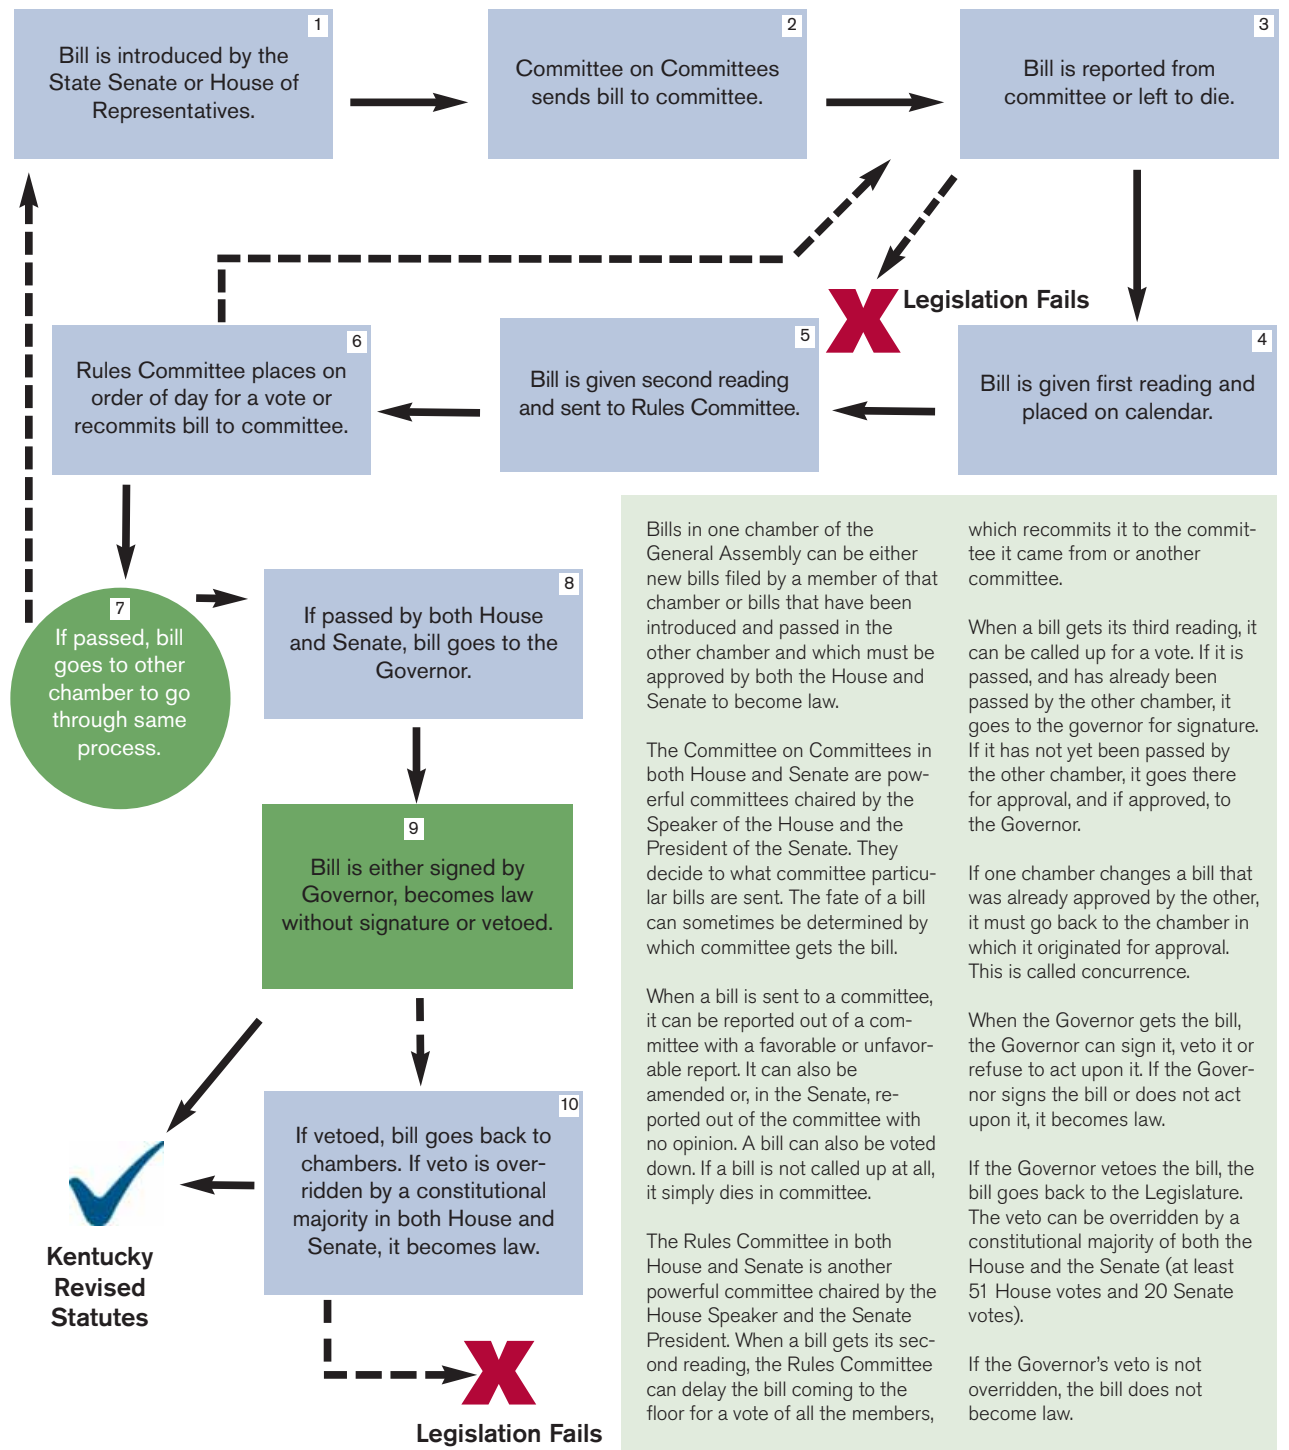 1
Bill is introduced by the
State Senate or House of
Representatives.
2
Committee on Committees
sends bill to committee.
3
Bill is reported from
committee or left to die.
Legislation Fails
4
Bill is given first reading and
placed on calendar.
5
Bill is given second reading
and sent to Rules Committee.
6
Rules Committee places on
order of day for a vote or
recommits bill to committee.
7
If passed, bill
goes to other
chamber to go
through same
process.
8
If passed by both House
and Senate, bill goes to the
Governor.
9
Bill is either signed by
Governor, becomes law
without signature or vetoed.
10
If vetoed, bill goes back to
chambers. If veto is over-
ridden by a constitutional
majority in both House and
Senate, it becomes law.
Kentucky
Revised
Statutes
Legislation Fails
Bills in one chamber of the
General Assembly can be either
new bills filed by a member of that
chamber or bills that have been
introduced and passed in the
other chamber and which must be
approved by both the House and
Senate to become law.
The Committee on Committees in
both House and Senate are pow-
erful committees chaired by the
Speaker of the House and the
President of the Senate. They
decide to what committee particu-
lar bills are sent. The fate of a bill
can sometimes be determined by
which committee gets the bill.
When a bill is sent to a committee,
it can be reported out of a com-
mittee with a favorable or unfavor-
able report. It can also be
amended or, in the Senate, re-
ported out of the committee with
no opinion. A bill can also be voted
down. If a bill is not called up at all,
it simply dies in committee.
The Rules Committee in both
House and Senate is another
powerful committee chaired by the
House Speaker and the Senate
President. When a bill gets its sec-
ond reading, the Rules Committee
can delay the bill coming to the
floor for a vote of all the members,
which recommits it to the commit-
tee it came from or another
committee.
When a bill gets its third reading, it
can be called up for a vote. If it is
passed, and has already been
passed by the other chamber, it
goes to the governor for signature.
If it has not yet been passed by
the other chamber, it goes there
for approval, and if approved, to
the Governor.
If one chamber changes a bill that
was already approved by the other,
it must go back to the chamber in
which it originated for approval.
This is called concurrence.
When the Governor gets the bill,
the Governor can sign it, veto it or
refuse to act upon it. If the Gover-
nor signs the bill or does not act
upon it, it becomes law.
If the Governor vetoes the bill, the
bill goes back to the Legislature.
The veto can be overridden by a
constitutional majority of both the
House and the Senate (at least
51 House votes and 20 Senate
votes).
If the Governor's veto is not
overridden, the bill does not
become law.